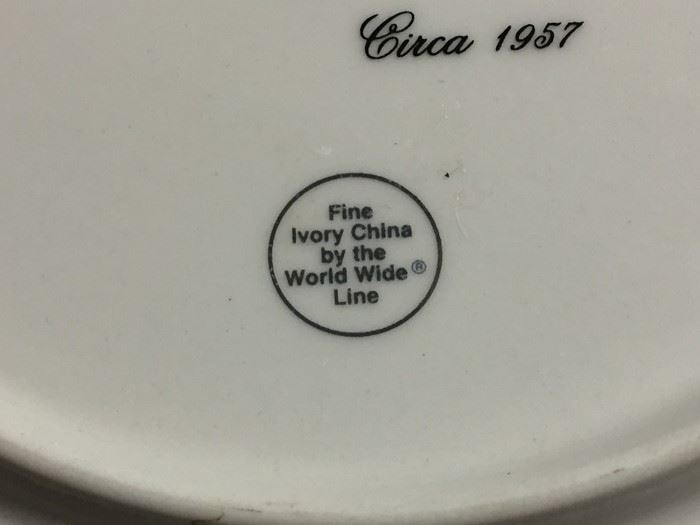 Circa 1957
Fine
Ivory China
by the
World Wide®
Line